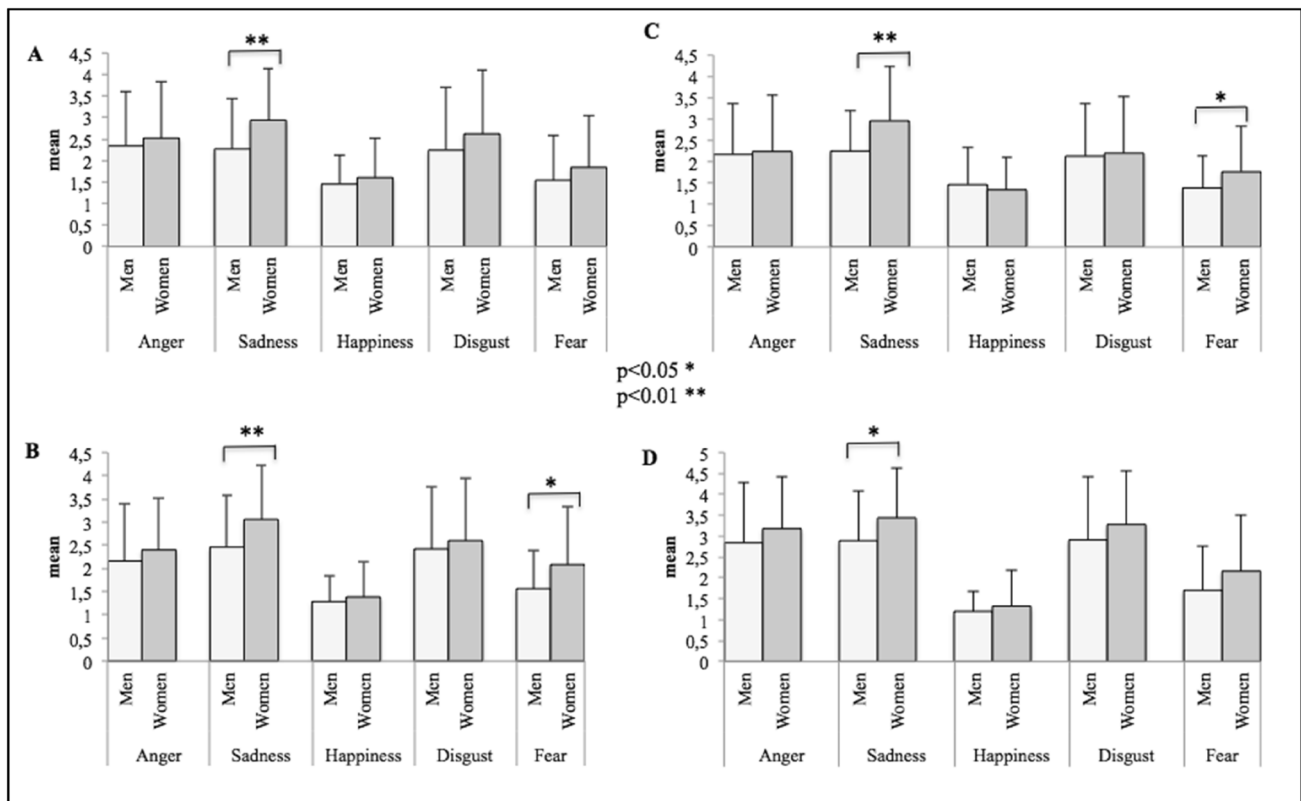 A
**
mean
4,5
4
3,5
3
2,5
2
1,5
1
0,5
0
Men
Women
Men
Women
Men
Women
Men
Women
Men
Women
Anger
Sadness
Happiness
Disgust
Fear
C
**
*
mean
4,5
4
3,5
3
2,5
2
1,5
1
0,5
0
Men
Women
Men
Women
Men
Women
Men
Women
Men
Women
Anger
Sadness
Happiness
Disgust
Fear
p<0.05 *
p<0.01 **
B
**
*
mean
4,5
4
3,5
3
2,5
2
1,5
1
0,5
0
Men
Women
Men
Women
Men
Women
Men
Women
Men
Women
Anger
Sadness
Happiness
Disgust
Fear
D
*
mean
5
4,5
4
3,5
3
2,5
2
1,5
1
0,5
0
Men
Women
Men
Women
Men
Women
Men
Women
Men
Women
Anger
Sadness
Happiness
Disgust
Fear